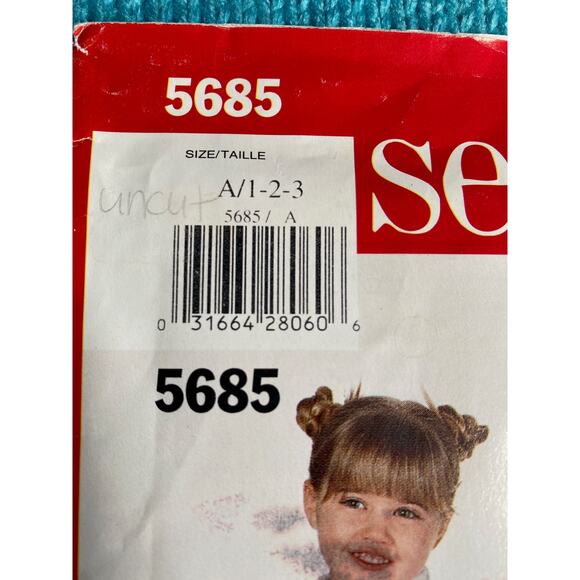 5685
SIZE/TAILLE
se
uncut A/1-2-3
5685/ A
0 31664 28060 6
5685